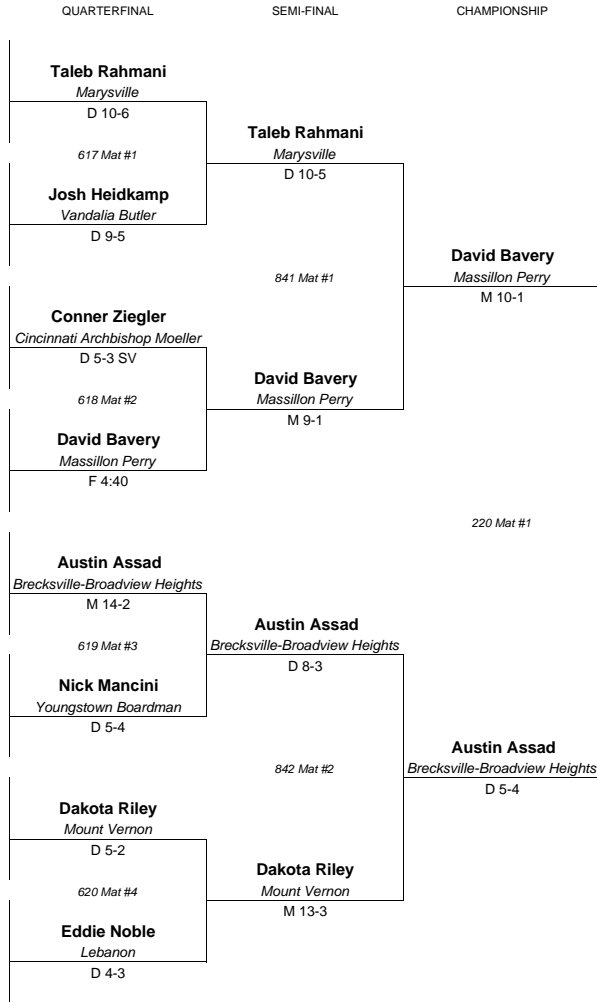 QUARTERFINAL
SEMI-FINAL
CHAMPIONSHIP
Taleb Rahmani
Marysville
D 10-6
617 Mat #1
Josh Heidkamp
Vandalia Butler
D 9-5
Conner Ziegler
Cincinnati Archbishop Moeller
D 5-3 SV
618 Mat #2
David Bavery
Massillon Perry
F 4:40
Austin Assad
Brecksville-Broadview Heights
M 14-2
619 Mat #3
Nick Mancini
Youngstown Boardman
D 5-4
Dakota Riley
Mount Vernon
D 5-2
620 Mat #4
Eddie Noble
Lebanon
D 4-3
Taleb Rahmani
Marysville
D 10-5
841 Mat #1
David Bavery
Massillon Perry
M 9-1
Austin Assad
Brecksville-Broadview Heights
D 8-3
842 Mat #2
Dakota Riley
Mount Vernon
M 13-3
David Bavery
Massillon Perry
M 10-1
220 Mat #1
Austin Assad
Brecksville-Broadview Heights
D 5-4